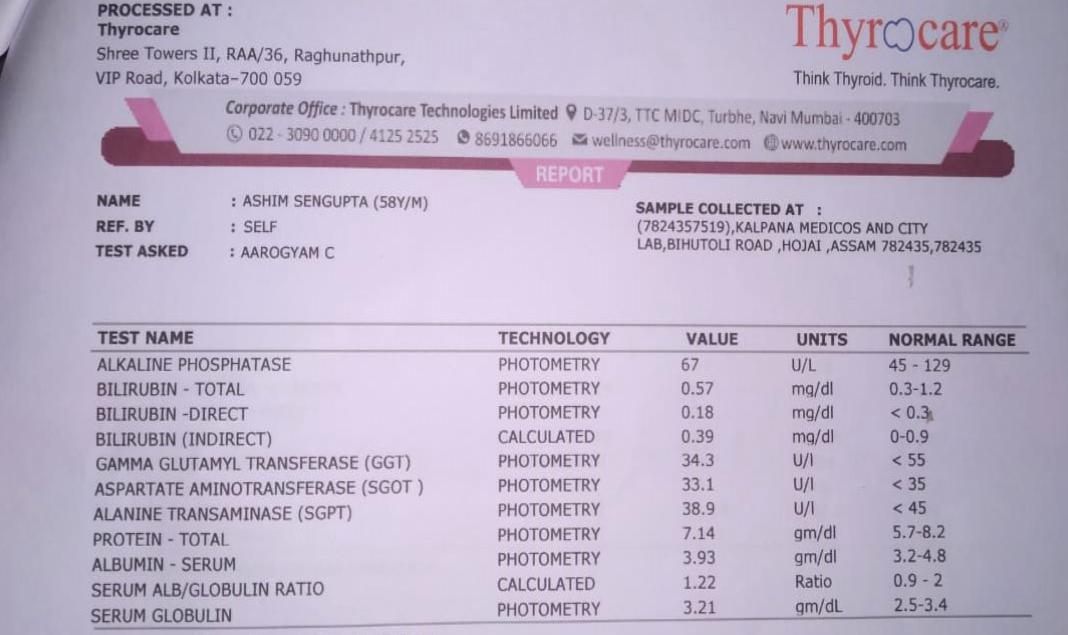 PROCESSED AT :
Thyrocare
Shree Towers II, RAA/36, Raghunathpur,
VIP Road, Kolkata-700 059
Thyrocare®
Think Thyroid. Think Thyrocare.
Corporate Office : Thyrocare Technologies Limited D-37/3, TTC MIDC, Turbhe, Navi Mumbai - 400703
022 - 3090 0000 / 4125 2525 8691866066 wellness@thyrocare.com www.thyrocare.com
REPORT
NAME : ASHIM SENGUPTA (58Y/M)
REF. BY : SELF
TEST ASKED : AAROGYAM C
SAMPLE COLLECTED AT :
(7824357519),KALPANA MEDICOS AND CITY
LAB,BIHUTOLI ROAD ,HOJAI ,ASSAM 782435,782435
TEST NAME TECHNOLOGY VALUE UNITS NORMAL RANGE
ALKALINE PHOSPHATASE PHOTOMETRY 67 U/L 45 - 129
BILIRUBIN - TOTAL PHOTOMETRY 0.57 mg/dl 0.3-1.2
BILIRUBIN -DIRECT PHOTOMETRY 0.18 mg/dl < 0.3
BILIRUBIN (INDIRECT) CALCULATED 0.39 mg/dl 0-0.9
GAMMA GLUTAMYL TRANSFERASE (GGT) PHOTOMETRY 34.3 U/l < 55
ASPARTATE AMINOTRANSFERASE (SGOT ) PHOTOMETRY 33.1 U/l < 35
ALANINE TRANSAMINASE (SGPT) PHOTOMETRY 38.9 U/l < 45
PROTEIN - TOTAL PHOTOMETRY 7.14 gm/dl 5.7-8.2
ALBUMIN - SERUM PHOTOMETRY 3.93 gm/dl 3.2-4.8
SERUM ALB/GLOBULIN RATIO CALCULATED 1.22 Ratio 0.9 - 2
SERUM GLOBULIN PHOTOMETRY 3.21 gm/dL 2.5-3.4